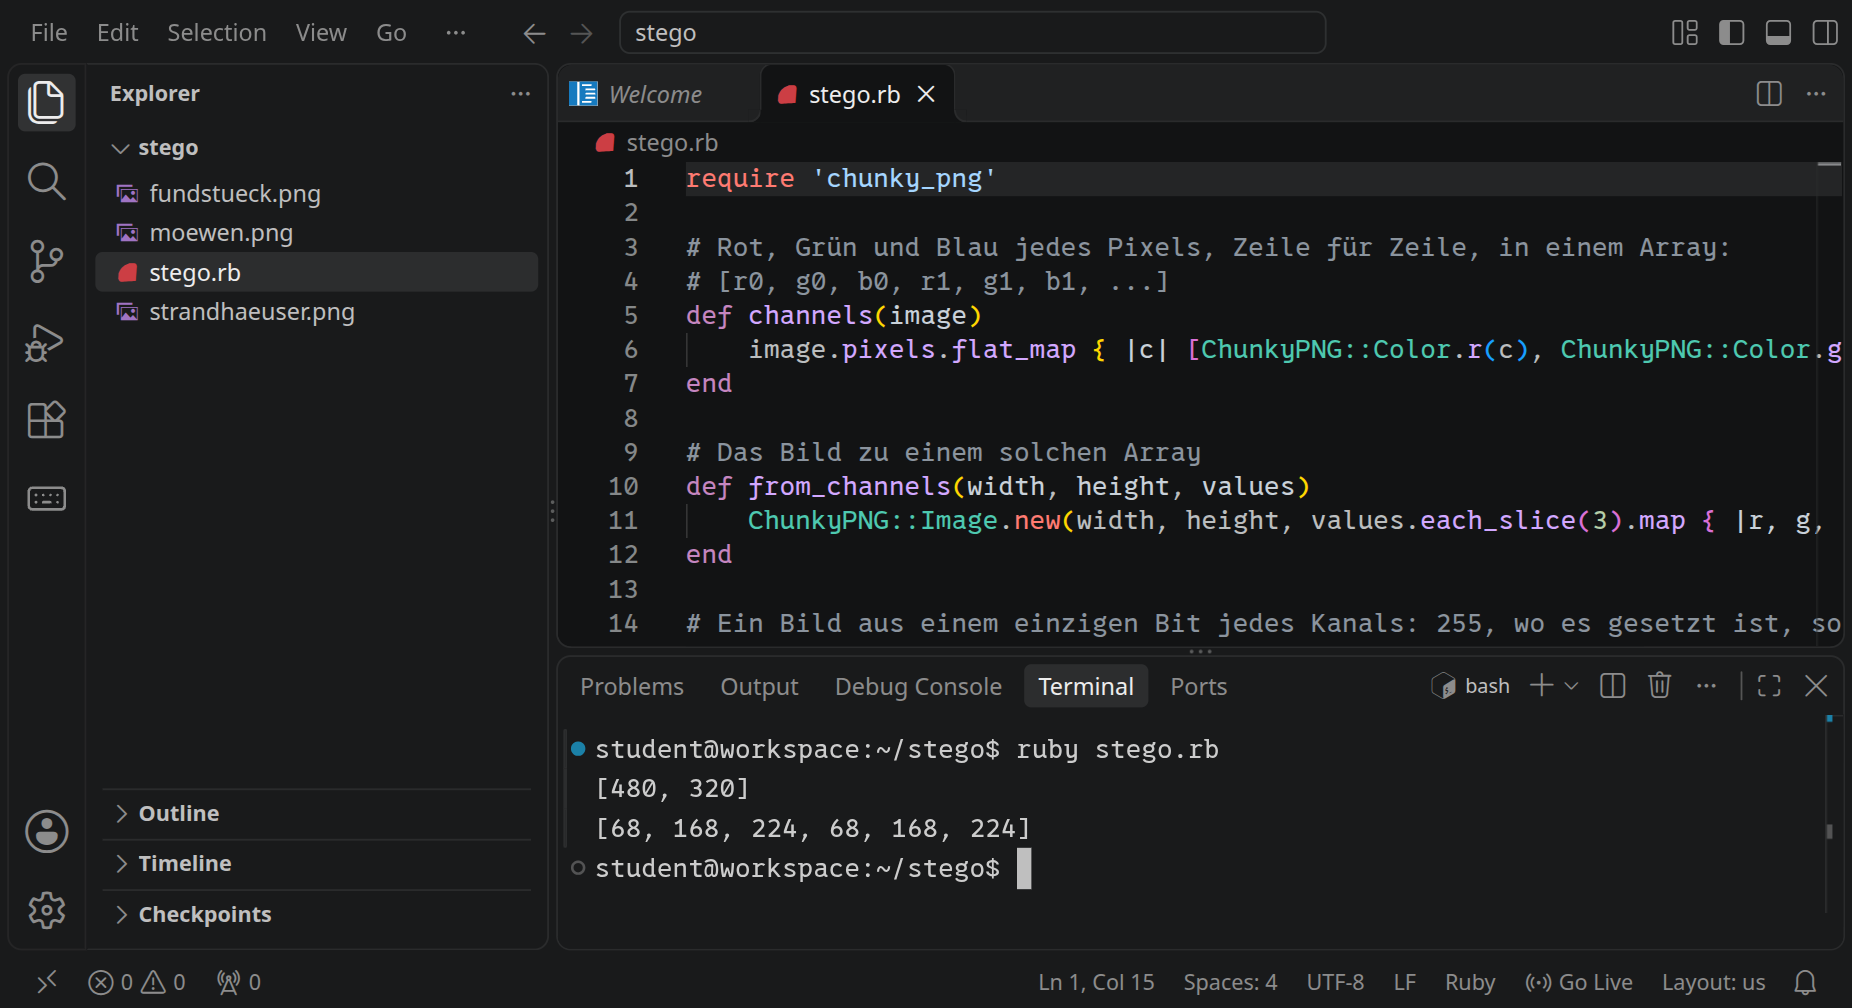 File Edit Selection View Go ··· stego
Explorer ···
stego
fundstueck.png
moewen.png
stego.rb
strandhaeuser.png
Outline
Timeline
Checkpoints
Welcome stego.rb ···
stego.rb
1 require 'chunky_png'
2
3 # Rot, Grün und Blau jedes Pixels, Zeile für Zeile, in einem Array:
4 # [r0, g0, b0, r1, g1, b1, ...]
5 def channels(image)
6 image.pixels.flat_map { |c| [ChunkyPNG::Color.r(c), ChunkyPNG::Color.g
7 end
8
9 # Das Bild zu einem solchen Array
10 def from_channels(width, height, values)
11 ChunkyPNG::Image.new(width, height, values.each_slice(3).map { |r, g,
12 end
13
14 # Ein Bild aus einem einzigen Bit jedes Kanals: 255, wo es gesetzt ist, so
Problems Output Debug Console Terminal Ports bash ···
student@workspace:~/stego$ ruby stego.rb
[480, 320]
[68, 168, 224, 68, 168, 224]
student@workspace:~/stego$
0 0 0 Ln 1, Col 15 Spaces: 4 UTF-8 LF Ruby Go Live Layout: us